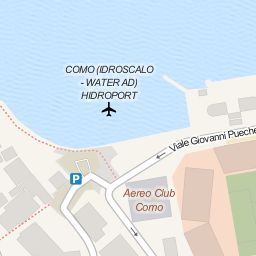 COMO (IDROSCALO
- WATER AD)
HIDROPORT
Viale Giovanni Pueche
P
Aereo Club
Como